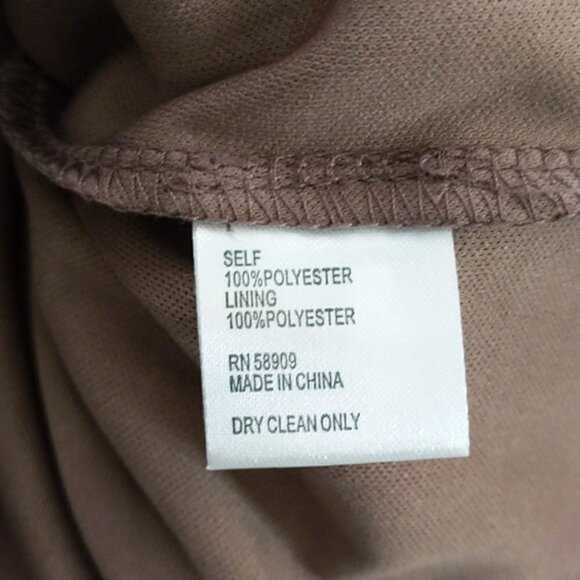 SELF
100%POLYESTER
LINING
100%POLYESTER
RN 58909
MADE IN CHINA
DRY CLEAN ONLY